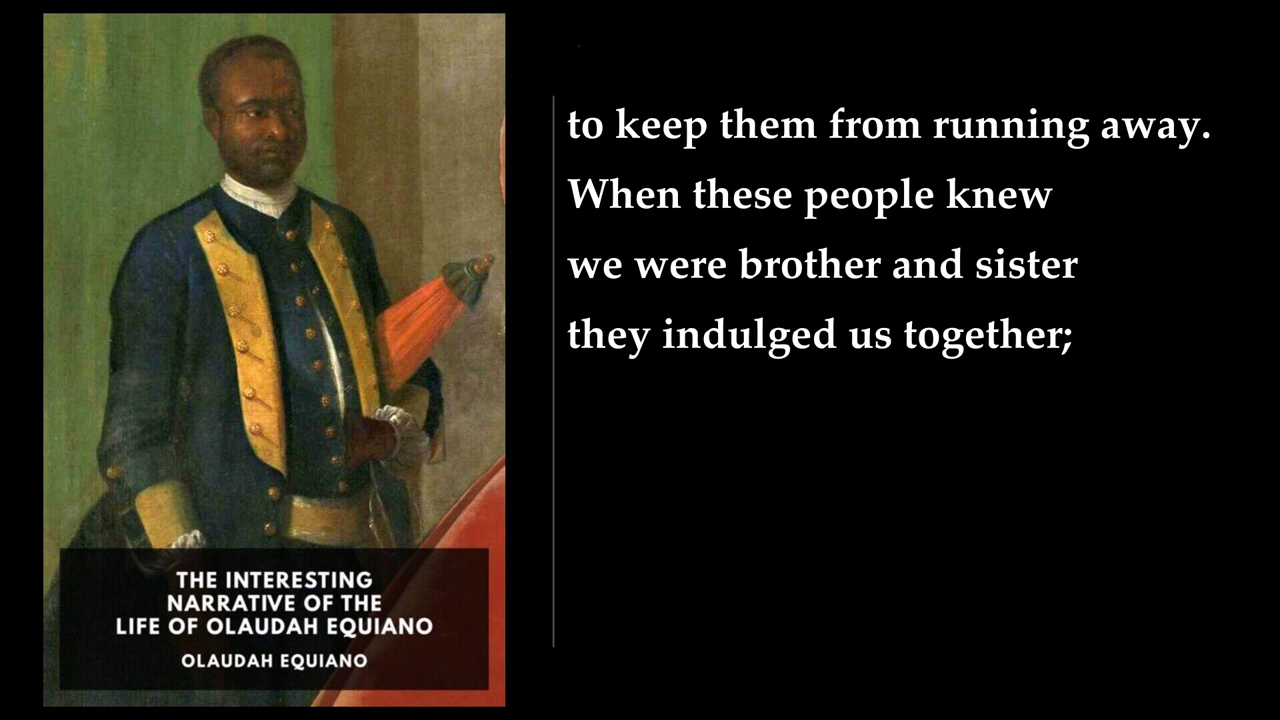 to keep them from running away.
When these people knew
we were brother and sister
they indulged us together;
THE INTERESTING
NARRATIVE OF THE
LIFE OF OLAUDAH EQUIANO
OLAUDAH EQUIANO